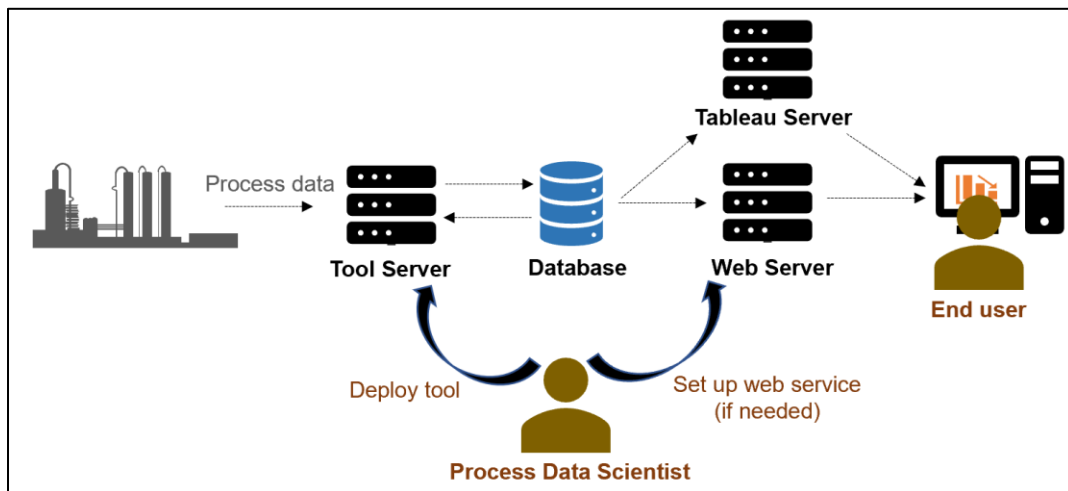 Tableau Server
Process data
Tool Server
Database
Web Server
End user
Deploy tool
Set up web service
(if needed)
Process Data Scientist